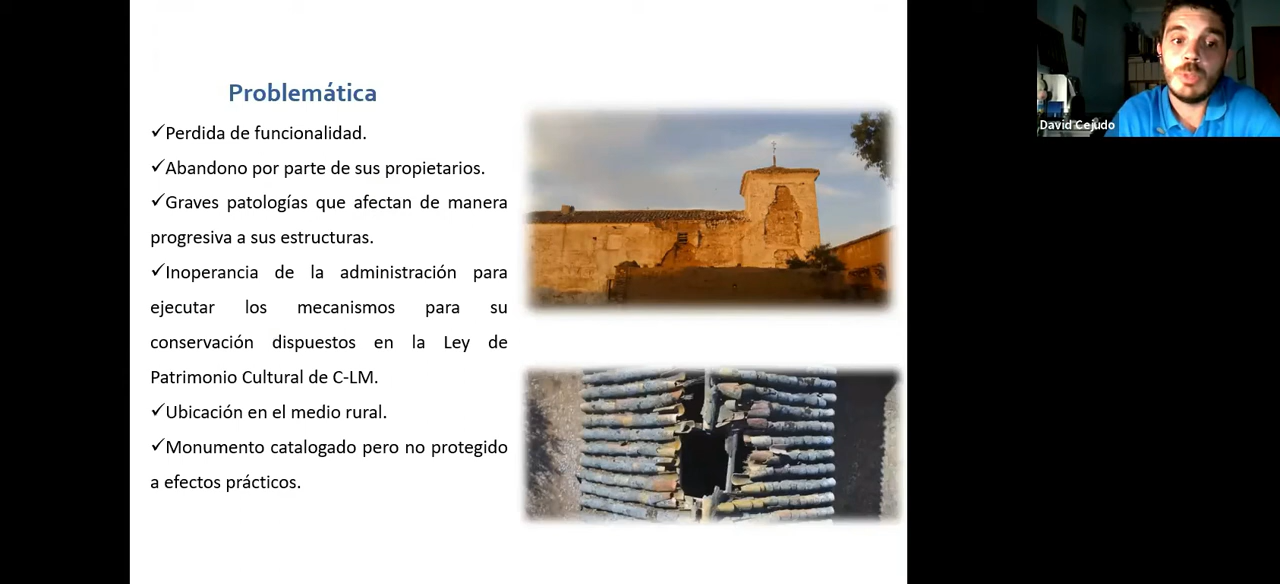 Problemática
✓Perdida de funcionalidad.
✓Abandono por parte de sus propietarios.
✓Graves patologías que afectan de manera
progresiva a sus estructuras.
✓Inoperancia de la administración para
ejecutar los mecanismos para su
conservación dispuestos en la Ley de
Patrimonio Cultural de C-LM.
✓Ubicación en el medio rural.
✓Monumento catalogado pero no protegido
a efectos prácticos.
David Cejudo